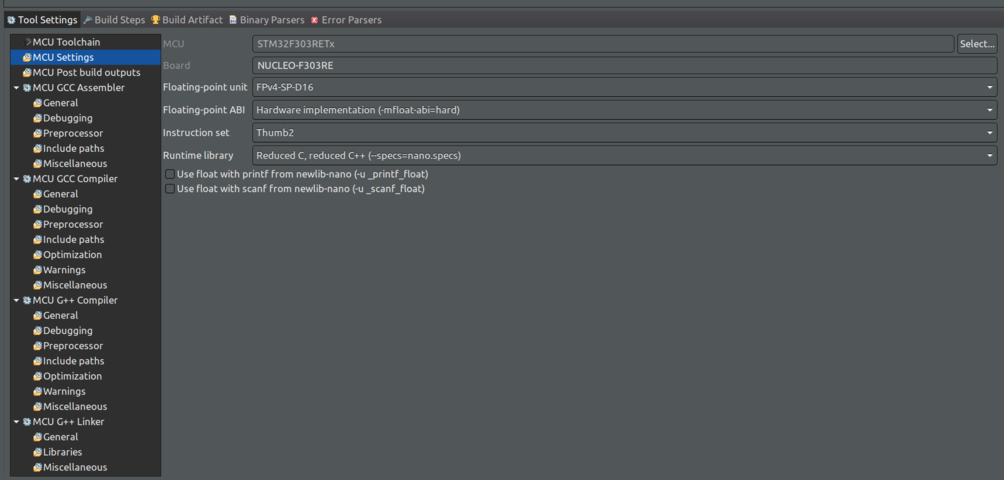 Tool Settings Build Steps Build Artifact Binary Parsers Error Parsers
MCU Toolchain
MCU Settings
MCU Post build outputs
MCU GCC Assembler
General
Debugging
Preprocessor
Include paths
Miscellaneous
MCU GCC Compiler
General
Debugging
Preprocessor
Include paths
Optimization
Warnings
Miscellaneous
MCU G++ Compiler
General
Debugging
Preprocessor
Include paths
Optimization
Warnings
Miscellaneous
MCU G++ Linker
General
Libraries
Miscellaneous
MCU STM32F303RETx Select...
Board NUCLEO-F303RE
Floating-point unit FPv4-SP-D16
Floating-point ABI Hardware implementation (-mfloat-abi=hard)
Instruction set Thumb2
Runtime library Reduced C, reduced C++ (--specs=nano.specs)
Use float with printf from newlib-nano (-u _printf_float)
Use float with scanf from newlib-nano (-u _scanf_float)